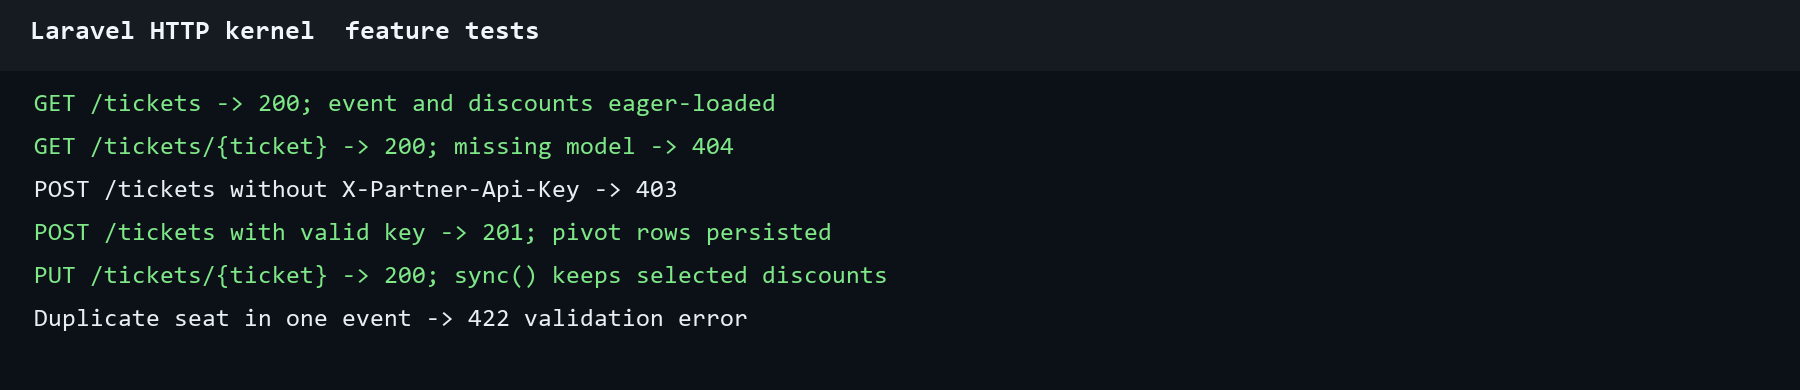 Laravel HTTP kernel  feature tests
GET /tickets -> 200; event and discounts eager-loaded
GET /tickets/{ticket} -> 200; missing model -> 404
POST /tickets without X-Partner-Api-Key -> 403
POST /tickets with valid key -> 201; pivot rows persisted
PUT /tickets/{ticket} -> 200; sync() keeps selected discounts
Duplicate seat in one event -> 422 validation error